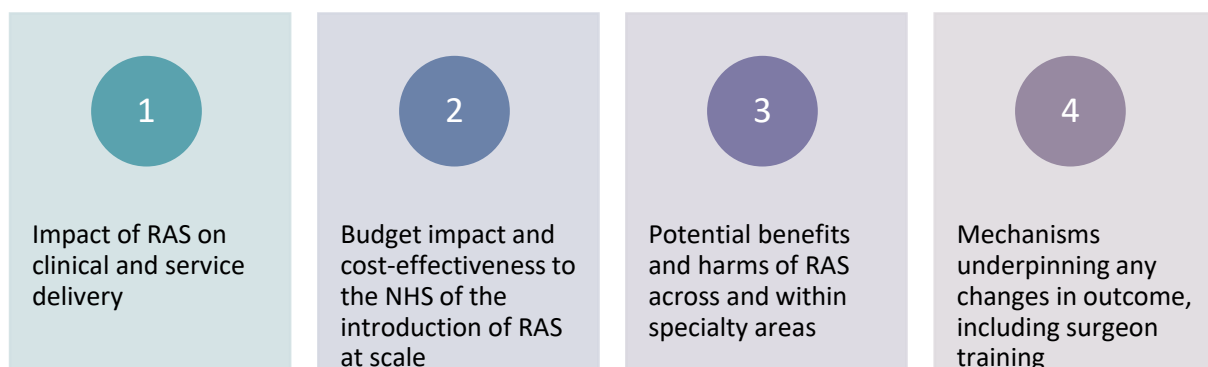 1
Impact of RAS on
clinical and service
delivery
2
Budget impact and
cost-effectiveness to
the NHS of the
introduction of RAS
at scale
3
Potential benefits
and harms of RAS
across and within
specialty areas
4
Mechanisms
underpinning any
changes in outcome,
including surgeon
training